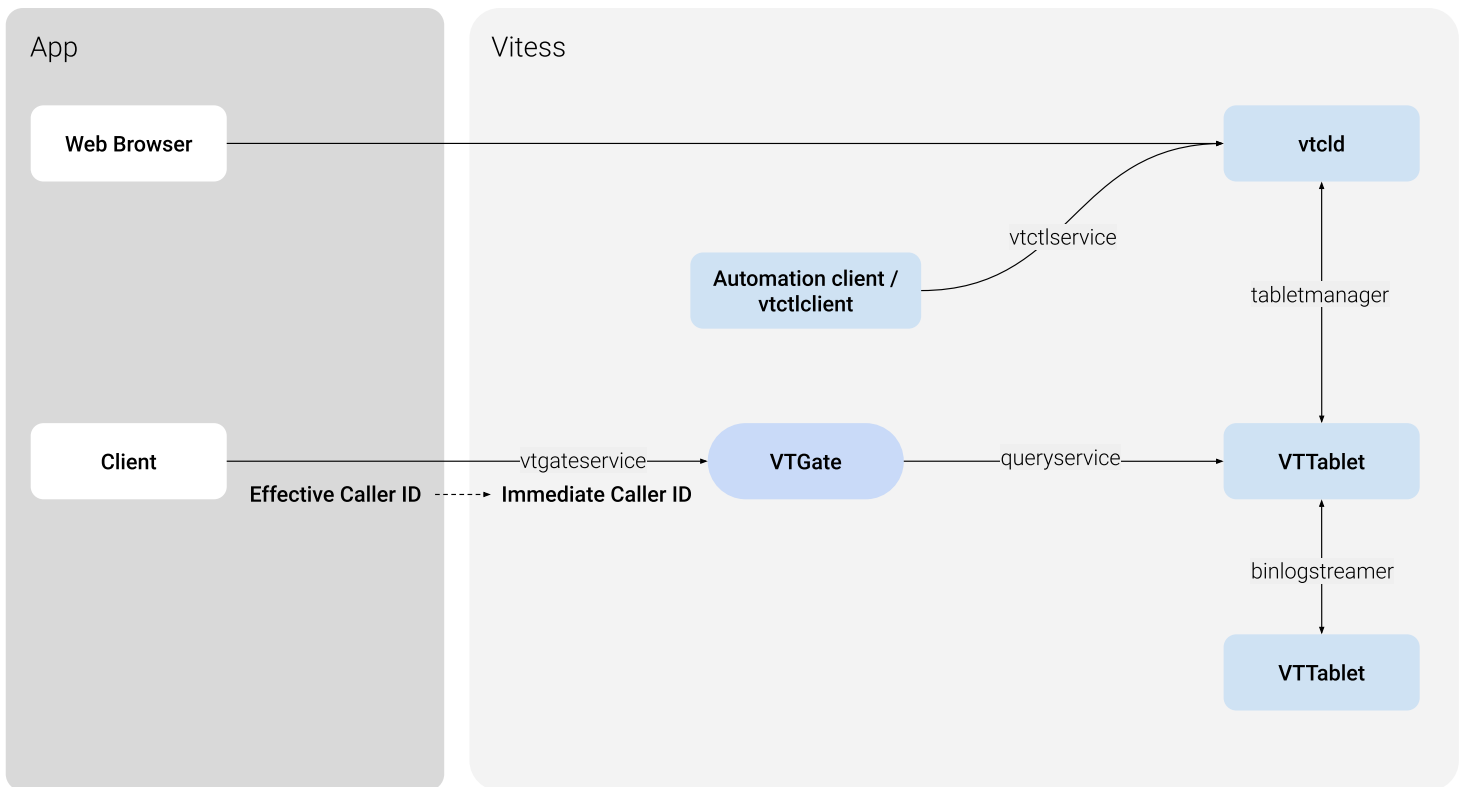 App
Vitess
Web Browser
vtcld
vtctlservice
Automation client /
vtctlclient
tabletmanager
Client
vtgateservice
VTGate
queryservice
VTTablet
Effective Caller ID
Immediate Caller ID
binlogstreamer
VTTablet